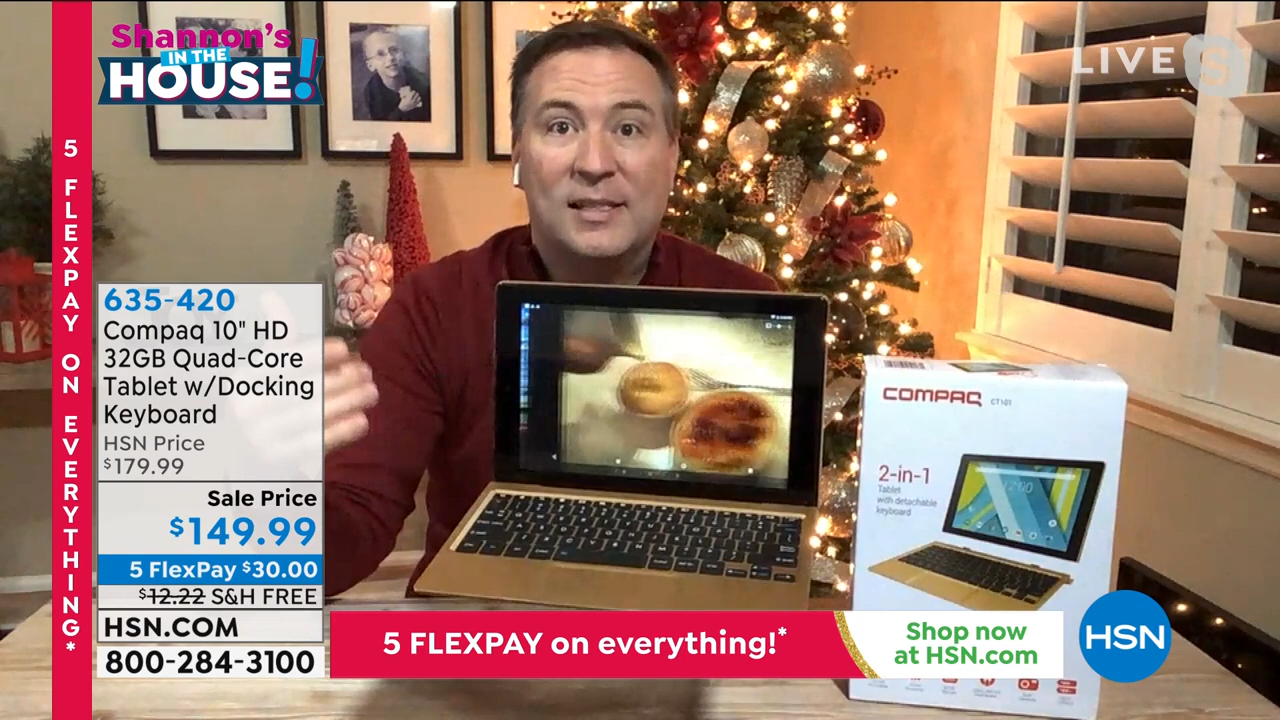 Shannon's
IN THE
HOUSE!
LIVE S
5 FLEXPAY ON EVERYTHING*
635-420
Compaq 10" HD
32GB Quad-Core
Tablet w/Docking
Keyboard
HSN Price
$179.99
Sale Price
$149.99
5 FlexPay $30.00
$12.22 S&H FREE
HSN.COM
800-284-3100
COMPAQ CT101
2-in-1
Tablet
with detachable
keyboard
12:00
5 FLEXPAY on everything!*
Shop now
at HSN.com
HSN